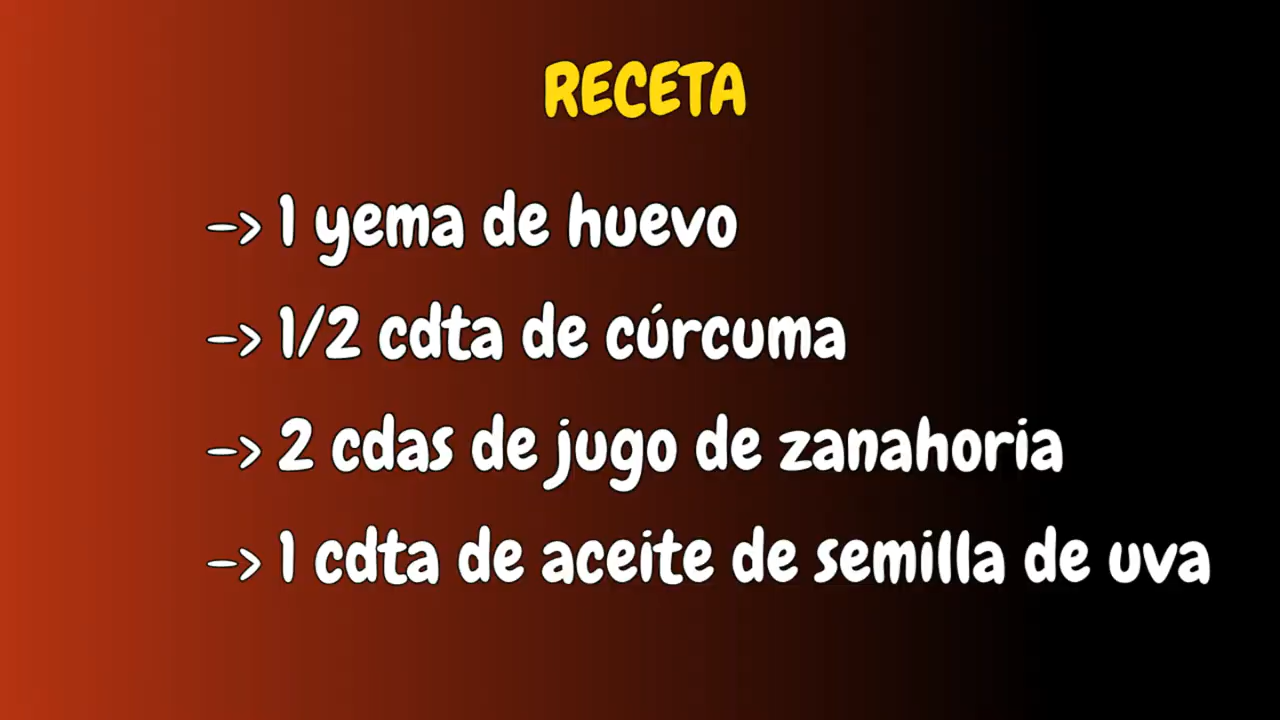 RECETA
–> 1 yema de huevo
–> 1/2 cdta de cúrcuma
–> 2 cdas de jugo de zanahoria
–> 1 cdta de aceite de semilla de uva